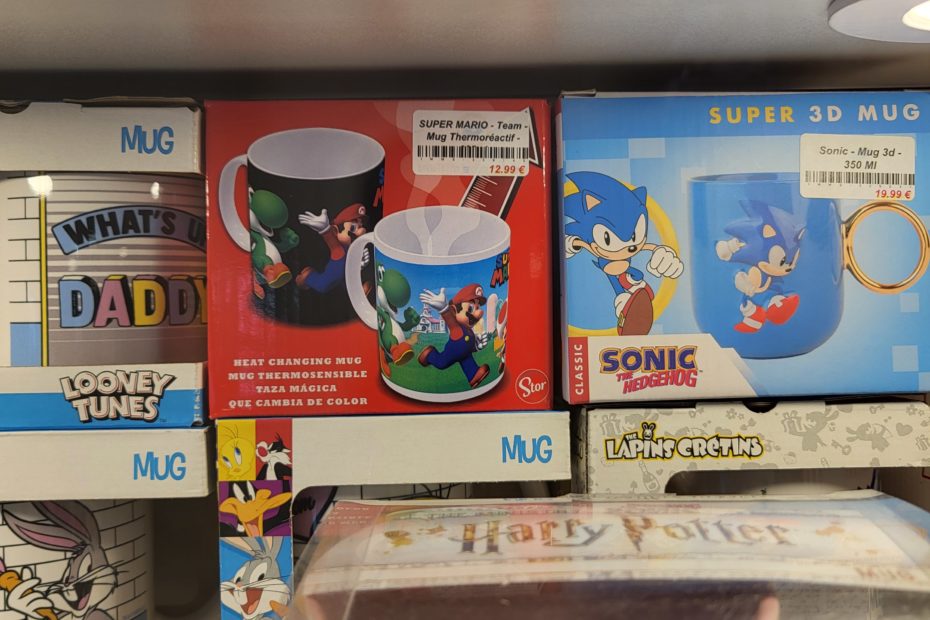 MUG
WHAT'S U
DADDY
LOONEY
TUNES
MUG
SUPER MARIO - Team -
Mug Thermoréactif -
12.99 €
HEAT CHANGING MUG
MUG THERMOSENSIBLE
TAZA MÁGICA
QUE CAMBIA DE COLOR
Stor
MUG
SUPER 3D MUG
Sonic - Mug 3d -
350 Ml
19.99 €
CLASSIC
SONIC
THE
HEDGEHOG
THE
LAPINS CRÉTINS
Harry Potter